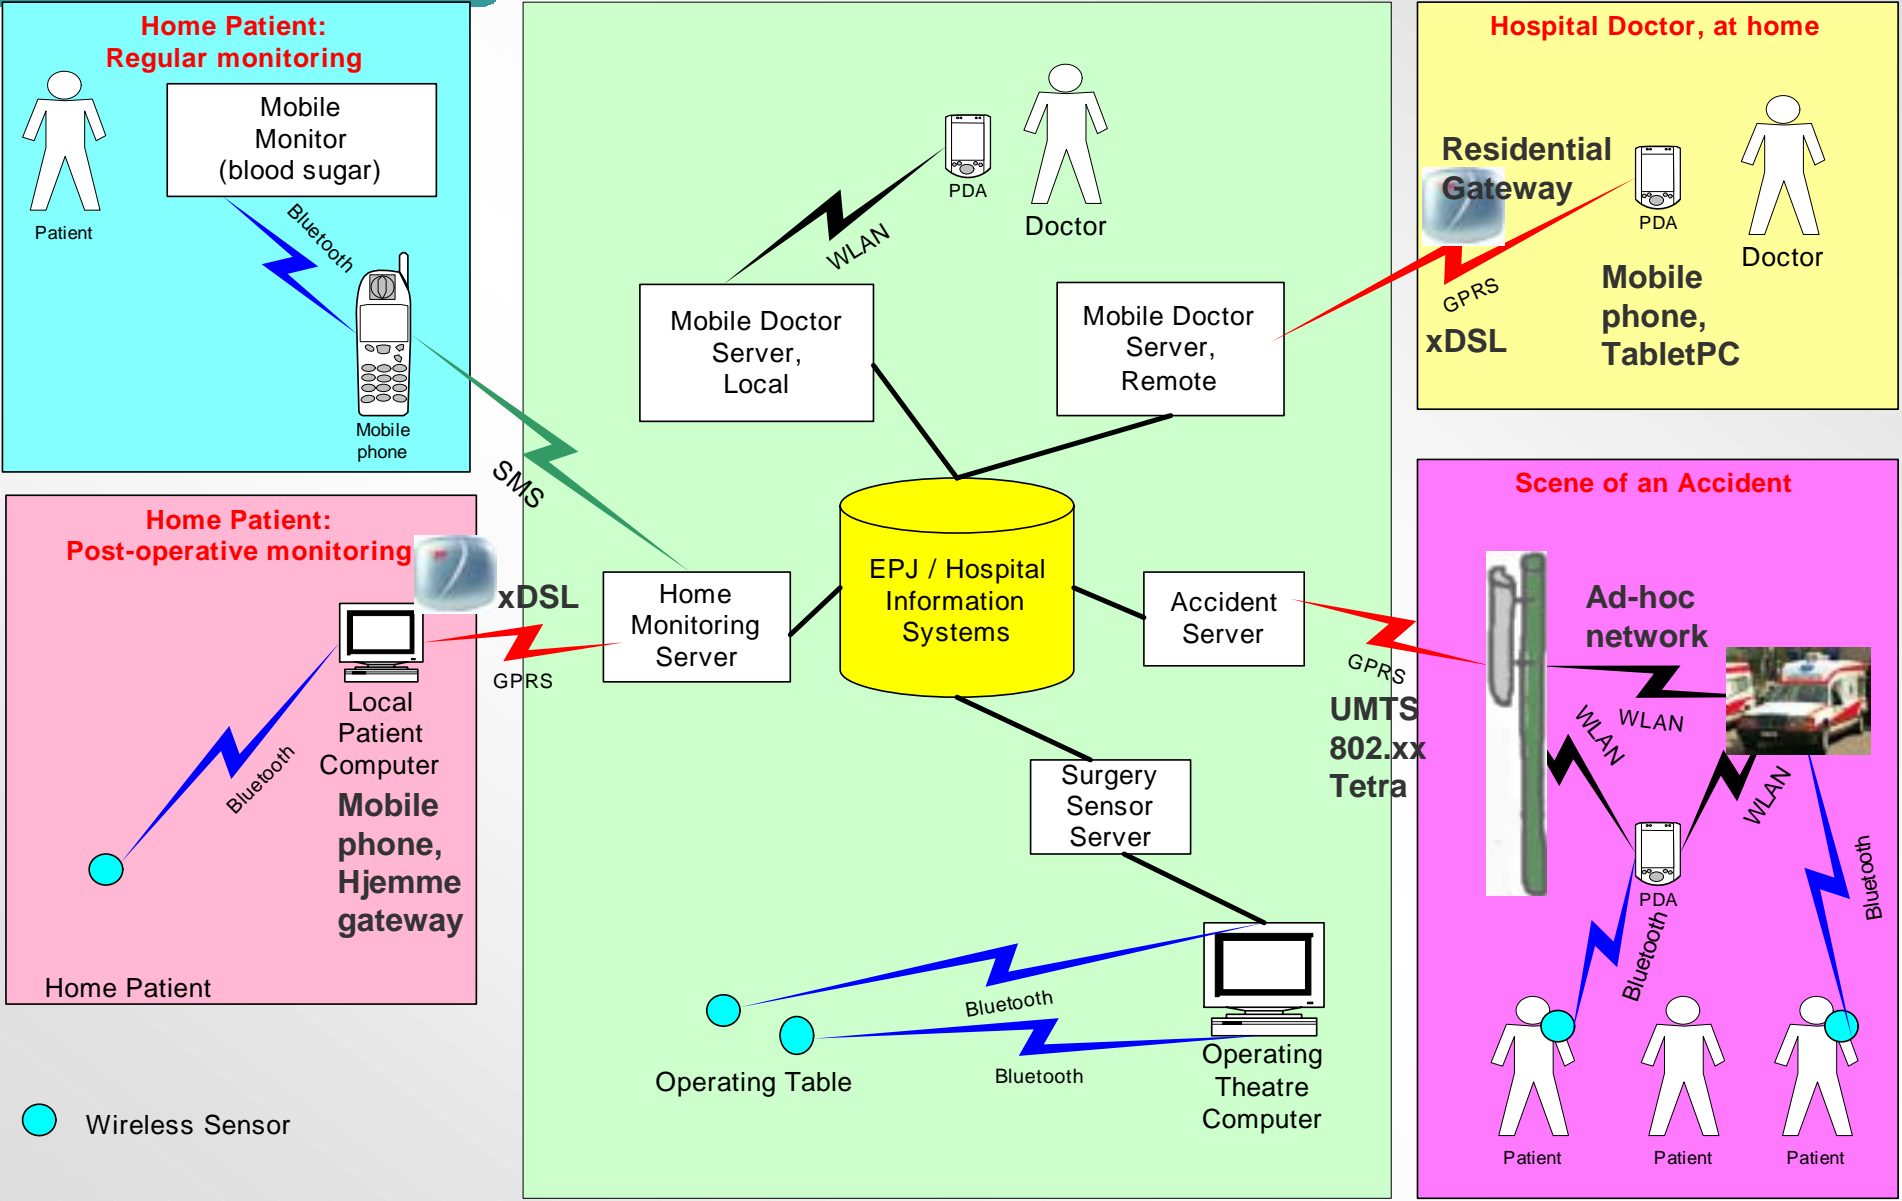 Home Patient:
Regular monitoring
Patient
Mobile
Monitor
(blood sugar)
Bluetooth
Mobile
phone
SMS
Home Patient:
Post-operative monitoring
xDSL
GPRS
Local
Patient
Computer
Bluetooth
Mobile
phone,
Hjemme
gateway
Home Patient
Wireless Sensor
PDA
Doctor
WLAN
Mobile Doctor
Server,
Local
Mobile Doctor
Server,
Remote
EPJ / Hospital
Information
Systems
Home
Monitoring
Server
Accident
Server
Surgery
Sensor
Server
Bluetooth
Bluetooth
Operating Table
Operating
Theatre
Computer
Hospital Doctor, at home
Residential
Gateway
PDA
Doctor
GPRS
xDSL
Mobile
phone,
TabletPC
Scene of an Accident
Ad-hoc
network
GPRS
UMTS
802.xx
Tetra
WLAN
WLAN
WLAN
PDA
Bluetooth
Bluetooth
Patient
Patient
Patient